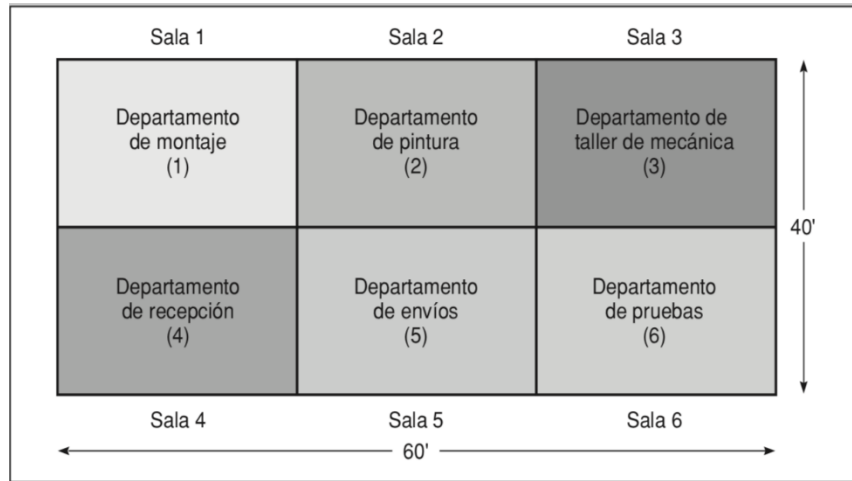 Sala 1
Sala 2
Sala 3
Departamento
de montaje
(1)
Departamento
de pintura
(2)
Departamento de
taller de mecánica
(3)
40'
Departamento
de recepción
(4)
Departamento
de envíos
(5)
Departamento
de pruebas
(6)
Sala 4
Sala 5
Sala 6
60'